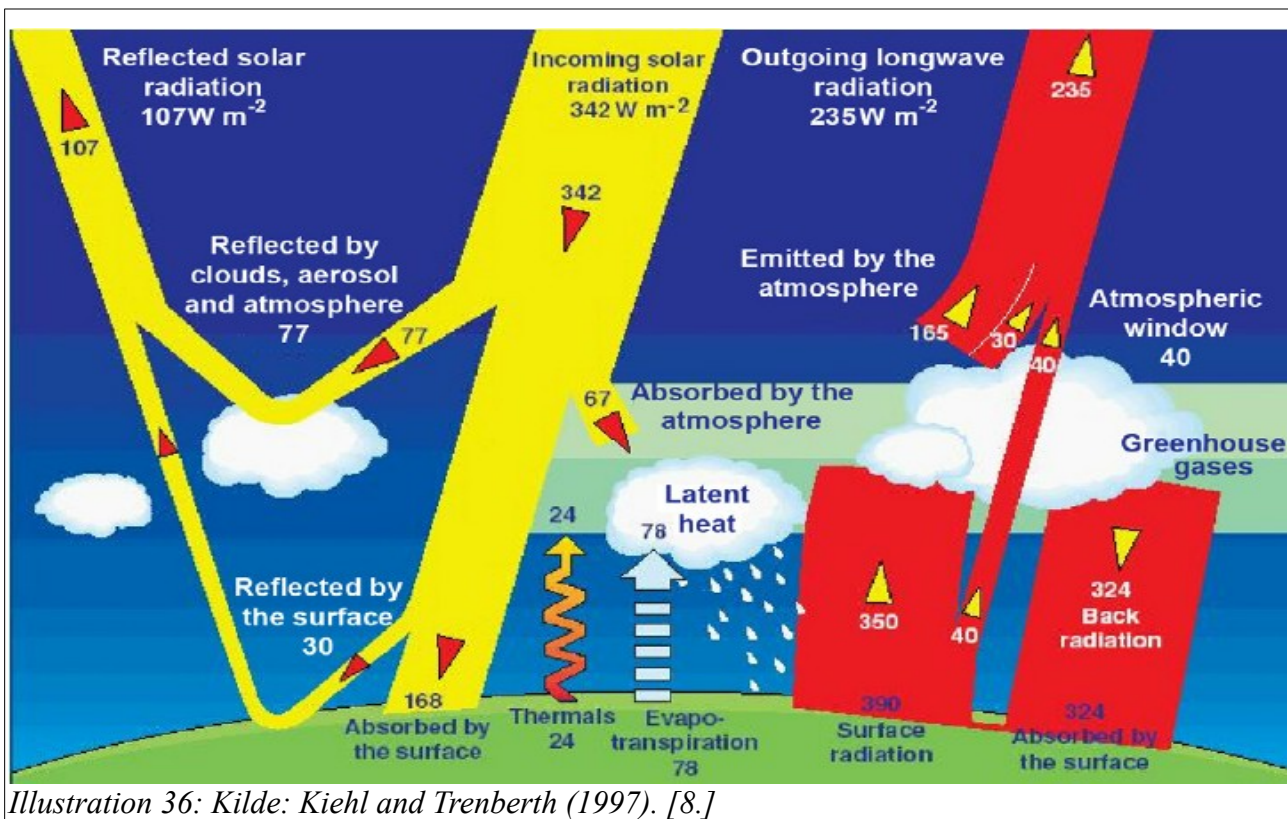 Reflected solar
radiation
107W m-2
107
Incoming solar
radiation
342 W m-2
342
Outgoing longwave
radiation
235W m-2
235
Reflected by
clouds, aerosol
and atmosphere
77
77
67
Absorbed by the
atmosphere
Emitted by the
atmosphere
165
30
40
Atmospheric
window
40
Greenhouse
gases
Latent
heat
24
78
Reflected by
the surface
30
168
Absorbed by
the surface
Thermals
24
Evapo-
transpiration
78
350
40
390
Surface
radiation
324
Back
radiation
324
Absorbed by
the surface
Illustration 36: Kilde: Kiehl and Trenberth (1997). [8.]